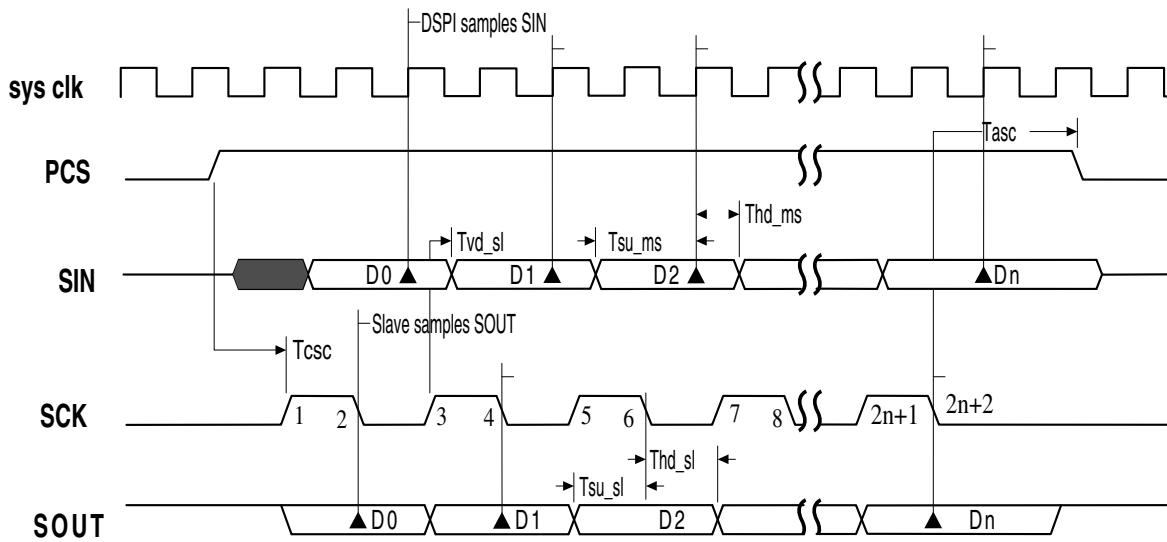 DSPI samples SIN
sys clk
Tasc
PCS
Thd_ms
Tvd_sl
Tsu_ms
SIN
D0
D1
D2
Dn
Slave samples SOUT
Tcsc
SCK
1
2
3
4
5
6
7
8
2n+1
2n+2
Thd_sl
Tsu_sl
SOUT
D0
D1
D2
Dn